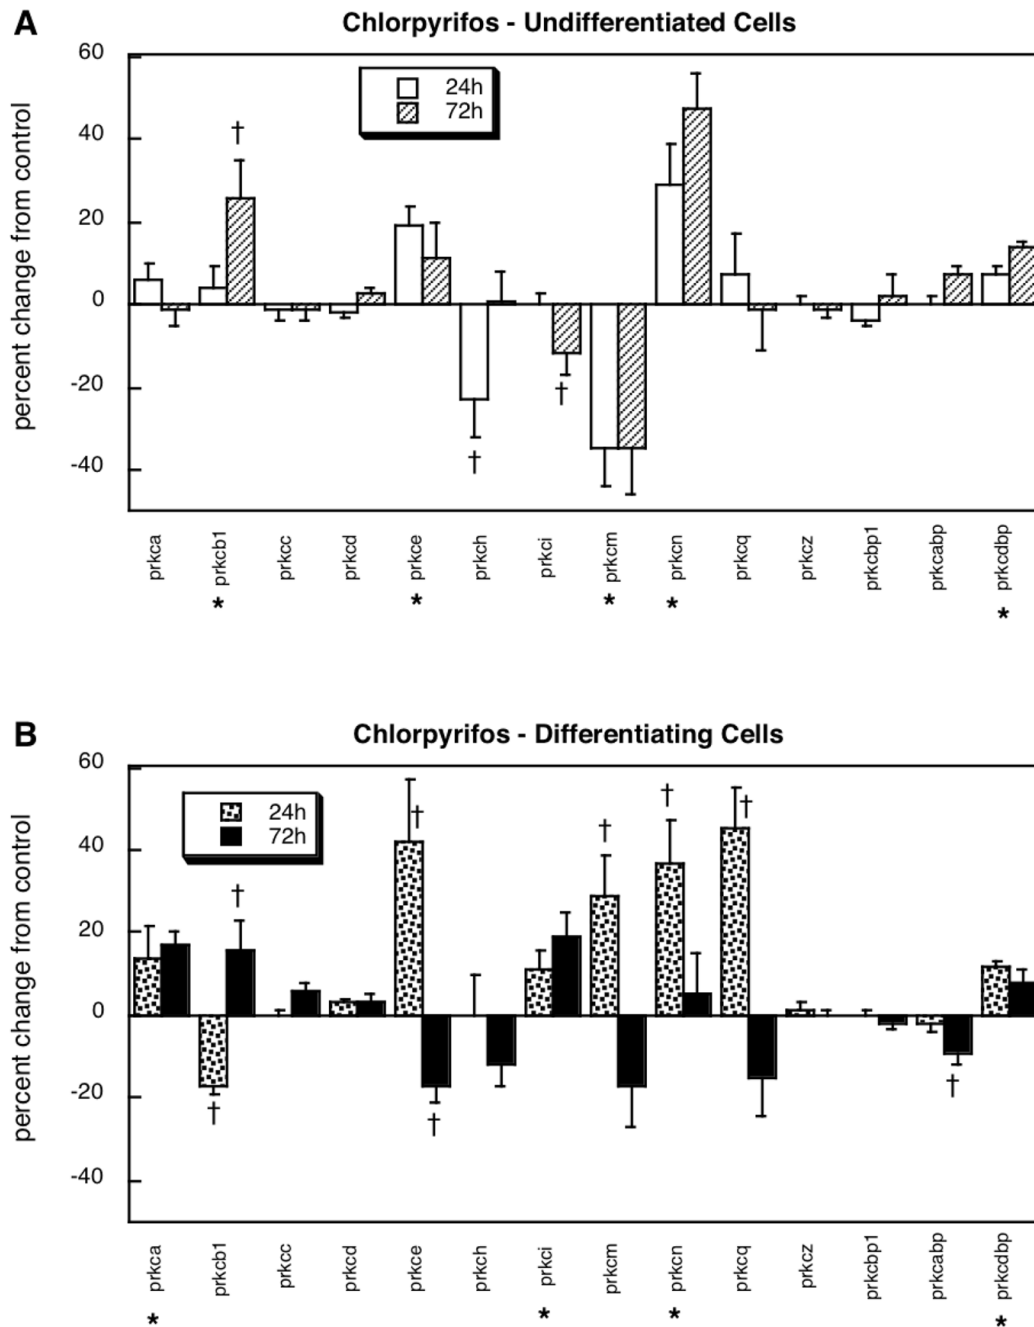 A
Chlorpyrifos - Undifferentiated Cells
percent change from control
60
40
20
0
-20
-40
24h
72h
†
†
†
prkca
prkcb1
prkcc
prkcd
prkce
prkch
prkci
prkcm
prkcn
prkcq
prkcz
prkcbp1
prkcabp
prkcdbp
* * * * *
B
Chlorpyrifos - Differentiating Cells
percent change from control
60
40
20
0
-20
-40
24h
72h
†
†
†
†
†
†
†
†
prkca
prkcb1
prkcc
prkcd
prkce
prkch
prkci
prkcm
prkcn
prkcq
prkcz
prkcbp1
prkcabp
prkcdbp
* * * *